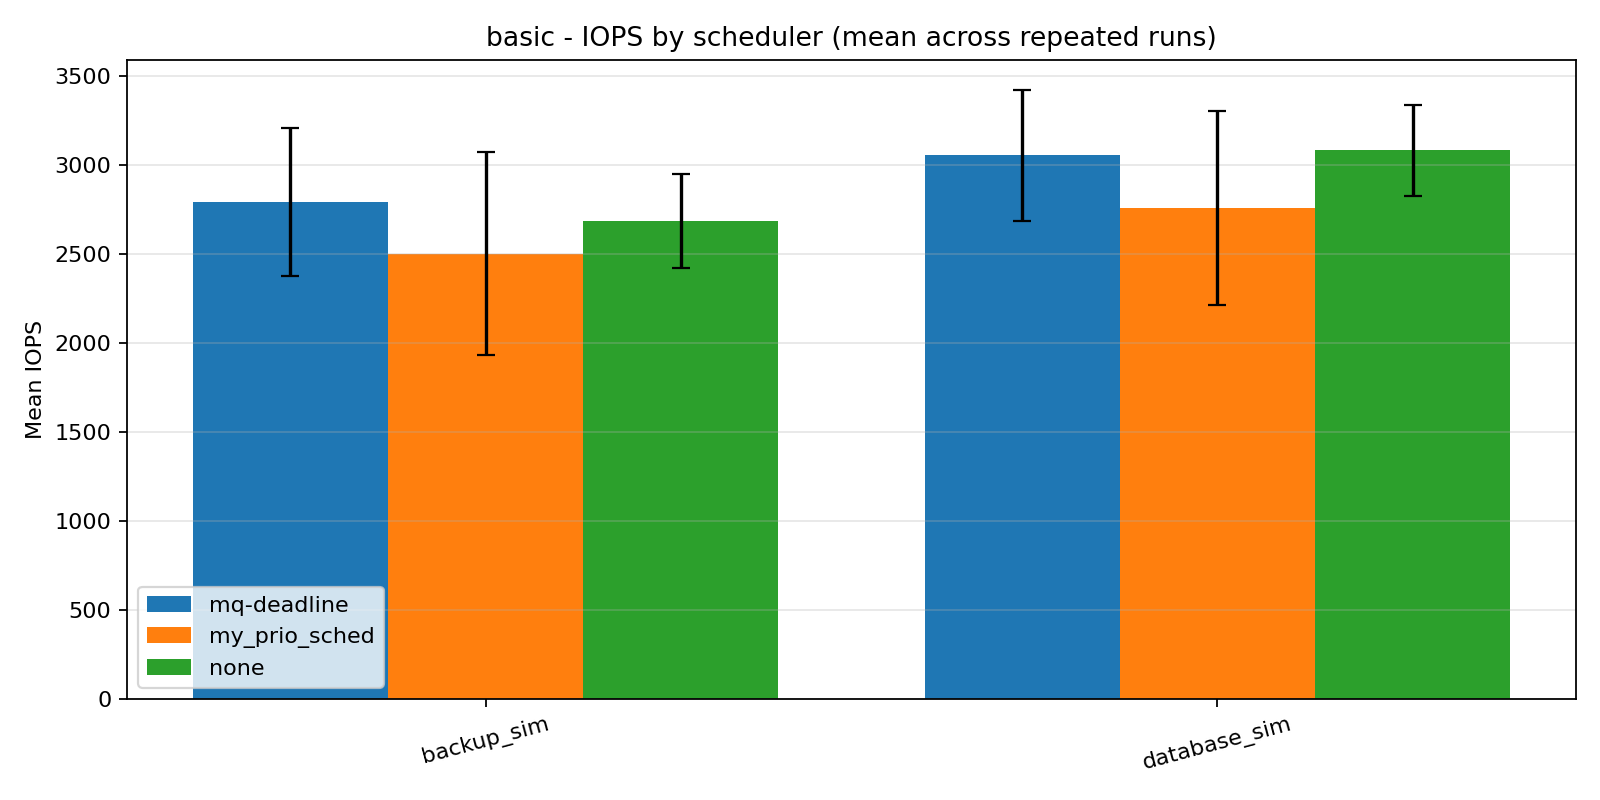 basic - IOPS by scheduler (mean across repeated runs)
Mean IOPS
3500
3000
2500
2000
1500
1000
500
0
mq-deadline
my_prio_sched
none
backup_sim
database_sim